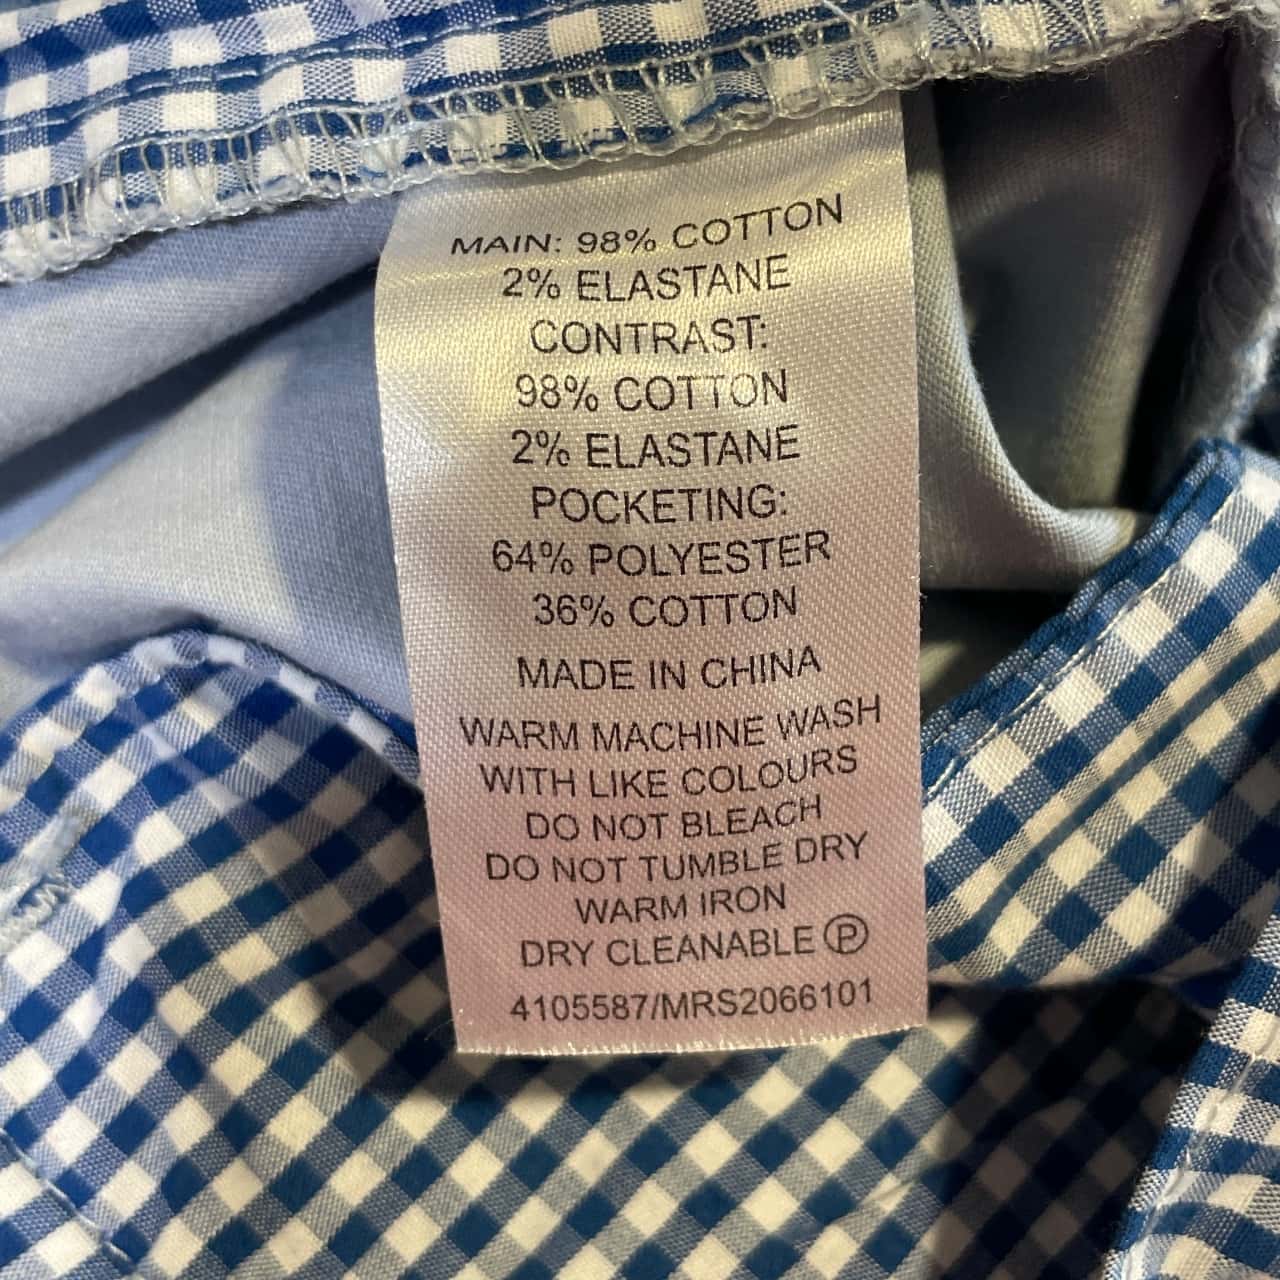 MAIN: 98% COTTON
2% ELASTANE
CONTRAST:
98% COTTON
2% ELASTANE
POCKETING:
64% POLYESTER
36% COTTON
MADE IN CHINA
WARM MACHINE WASH
WITH LIKE COLOURS
DO NOT BLEACH
DO NOT TUMBLE DRY
WARM IRON
DRY CLEANABLE Ⓟ
4105587/MRS2066101